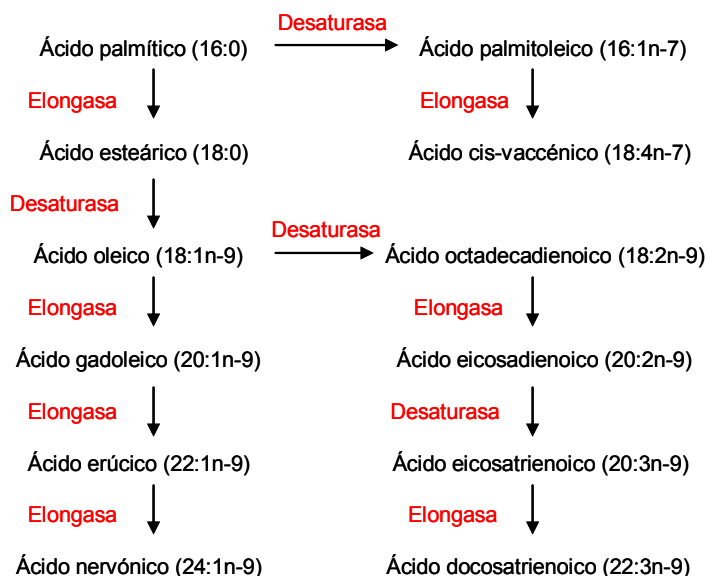 Desaturasa
Ácido palmítico (16:0) Ácido palmitoleico (16:1n-7)
Elongasa Elongasa
Ácido esteárico (18:0) Ácido cis-vaccénico (18:4n-7)
Desaturasa
Desaturasa
Ácido oleico (18:1n-9) Ácido octadecadienoico (18:2n-9)
Elongasa Elongasa
Ácido gadoleico (20:1n-9) Ácido eicosadienoico (20:2n-9)
Elongasa Desaturasa
Ácido erúcico (22:1n-9) Ácido eicosatrienoico (20:3n-9)
Elongasa Elongasa
Ácido nervónico (24:1n-9) Ácido docosatrienoico (22:3n-9)